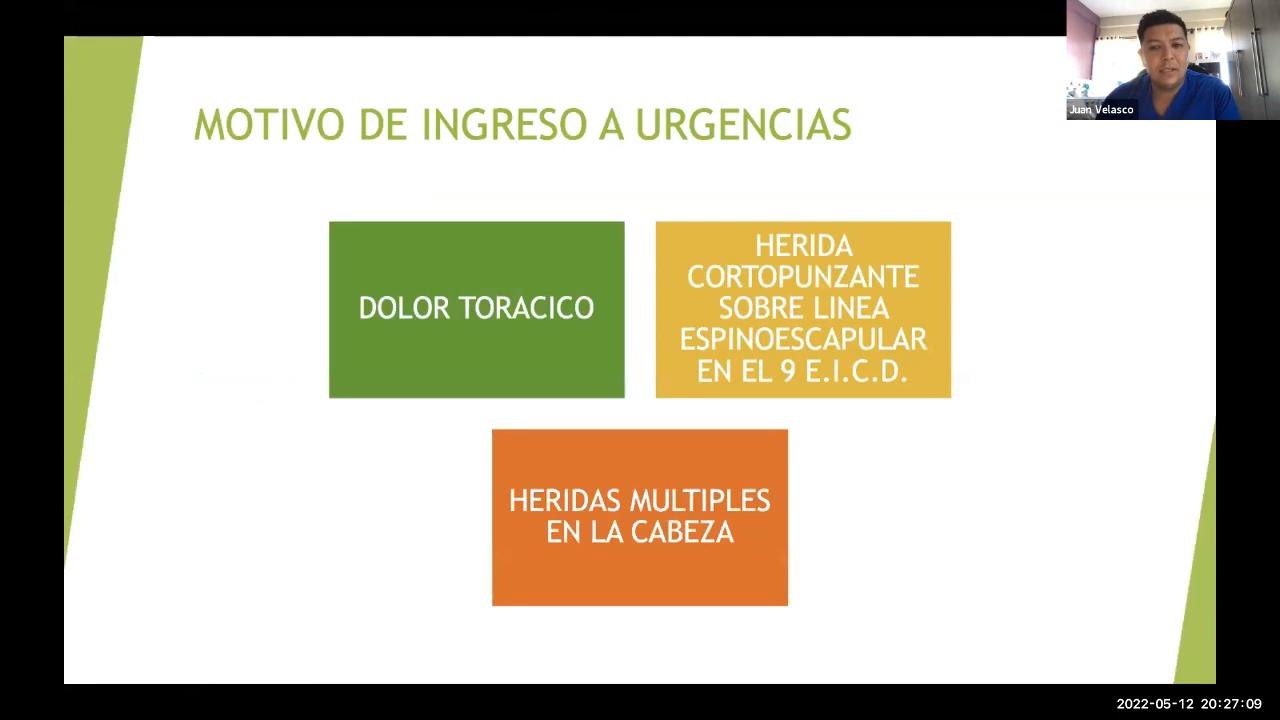 MOTIVO DE INGRESO A URGENCIAS
DOLOR TORACICO
HERIDA
CORTOPUNZANTE
SOBRE LINEA
ESPINOESCAPULAR
EN EL 9 E.I.C.D.
HERIDAS MULTIPLES
EN LA CABEZA
Juan Velasco
2022-05-12 20:27:09